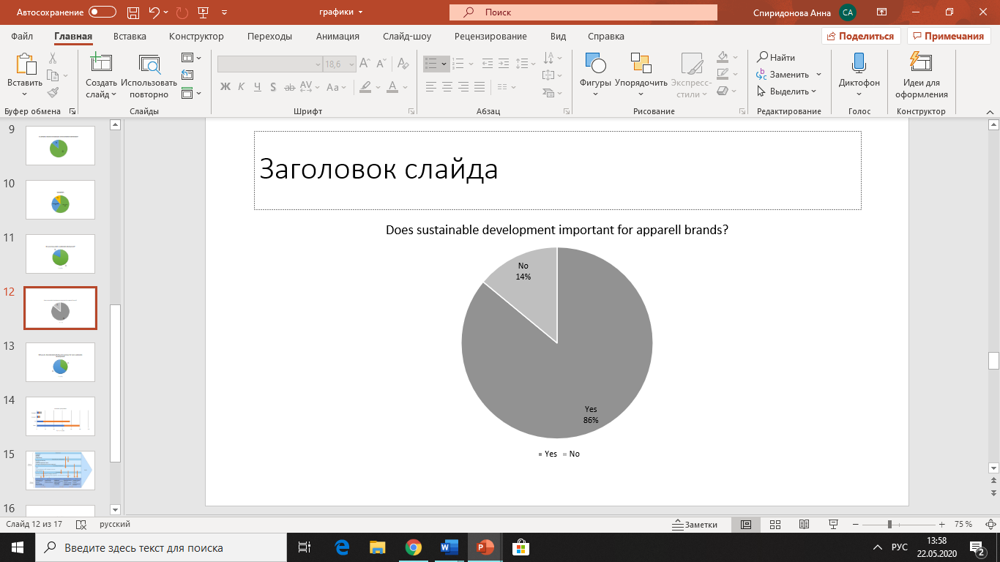 Автосохранение
графики
Поиск
Спиридонова Анна
СА
Файл Главная Вставка Конструктор Переходы Анимация Слайд-шоу Рецензирование Вид Справка
Поделиться
Примечания
Вставить
Создать слайд
Использовать повторно
18,6
Ж К Ч S ab AV Aa A
Фигуры
Упорядочить
Экспресс-стили
Найти
Заменить
Выделить
Диктофон
Идеи для оформления
Буфер обмена
Слайды
Шрифт
Абзац
Рисование
Редактирование
Голос
Конструктор
9
10
11
12
13
14
15
16
Заголовок слайда
Does sustainable development important for apparell brands?
No
14%
Yes
86%
Yes No
Слайд 12 из 17
русский
Заметки
75 %
Введите здесь текст для поиска
РУС
13:58
22.05.2020
2